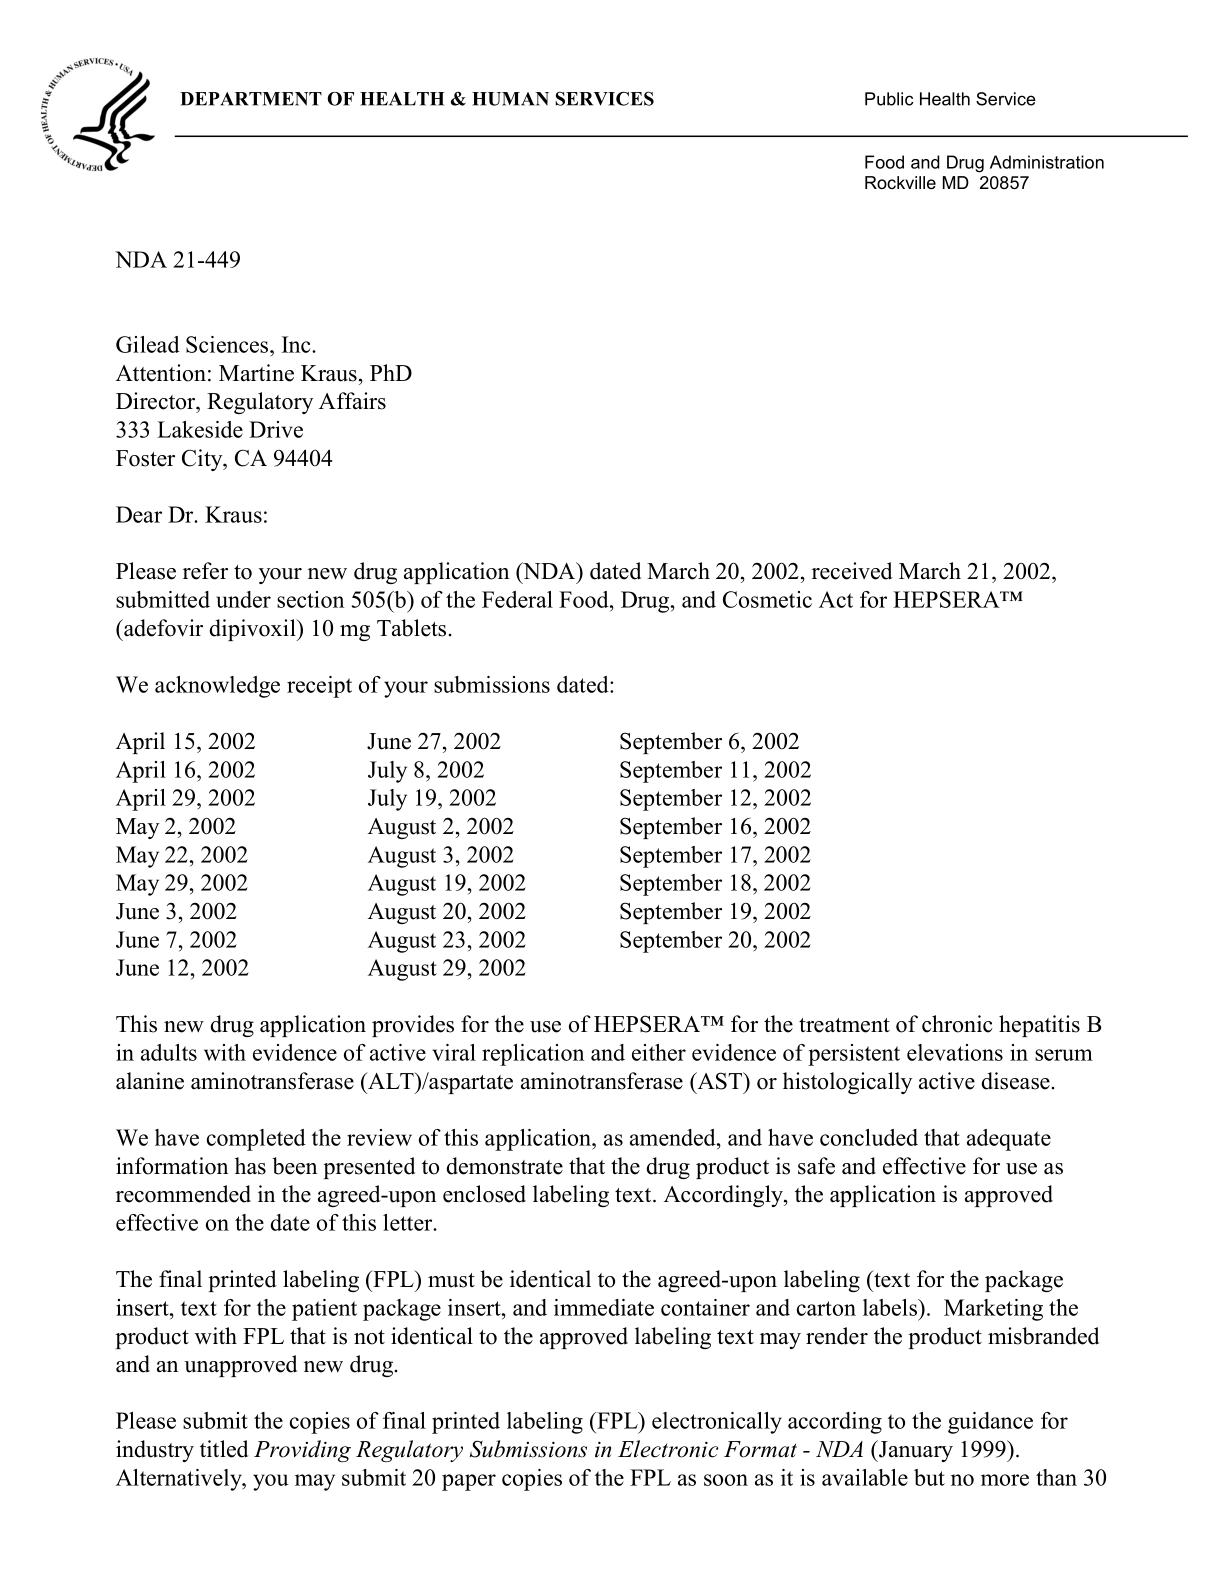 DEPARTMENT OF HEALTH & HUMAN SERVICES • USA
DEPARTMENT OF HEALTH & HUMAN SERVICES Public Health Service
Food and Drug Administration
Rockville MD 20857
NDA 21-449
Gilead Sciences, Inc.
Attention: Martine Kraus, PhD
Director, Regulatory Affairs
333 Lakeside Drive
Foster City, CA 94404
Dear Dr. Kraus:
Please refer to your new drug application (NDA) dated March 20, 2002, received March 21, 2002,
submitted under section 505(b) of the Federal Food, Drug, and Cosmetic Act for HEPSERA™
(adefovir dipivoxil) 10 mg Tablets.
We acknowledge receipt of your submissions dated:
April 15, 2002 June 27, 2002 September 6, 2002
April 16, 2002 July 8, 2002 September 11, 2002
April 29, 2002 July 19, 2002 September 12, 2002
May 2, 2002 August 2, 2002 September 16, 2002
May 22, 2002 August 3, 2002 September 17, 2002
May 29, 2002 August 19, 2002 September 18, 2002
June 3, 2002 August 20, 2002 September 19, 2002
June 7, 2002 August 23, 2002 September 20, 2002
June 12, 2002 August 29, 2002
This new drug application provides for the use of HEPSERA™ for the treatment of chronic hepatitis B
in adults with evidence of active viral replication and either evidence of persistent elevations in serum
alanine aminotransferase (ALT)/aspartate aminotransferase (AST) or histologically active disease.
We have completed the review of this application, as amended, and have concluded that adequate
information has been presented to demonstrate that the drug product is safe and effective for use as
recommended in the agreed-upon enclosed labeling text. Accordingly, the application is approved
effective on the date of this letter.
The final printed labeling (FPL) must be identical to the agreed-upon labeling (text for the package
insert, text for the patient package insert, and immediate container and carton labels). Marketing the
product with FPL that is not identical to the approved labeling text may render the product misbranded
and an unapproved new drug.
Please submit the copies of final printed labeling (FPL) electronically according to the guidance for
industry titled Providing Regulatory Submissions in Electronic Format - NDA (January 1999).
Alternatively, you may submit 20 paper copies of the FPL as soon as it is available but no more than 30